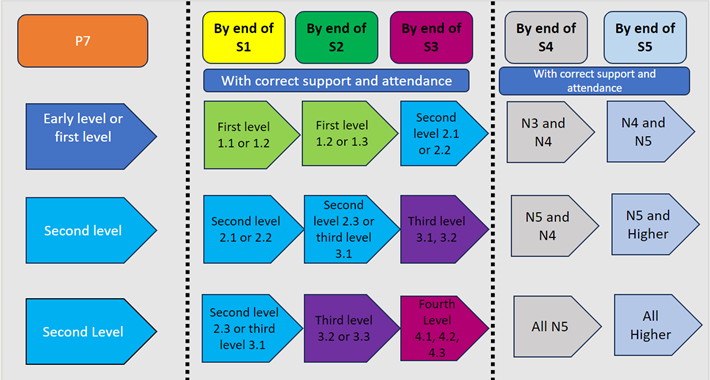 P7
By end of
S1
By end of
S2
By end of
S3
By end of
S4
By end of
S5
With correct support and attendance
With correct support and
attendance
Early level or
first level
First level
1.1 or 1.2
First level
1.2 or 1.3
Second
level 2.1
or 2.2
N3 and
N4
N4 and
N5
Second level
Second level
2.1 or 2.2
Second
level 2.3 or
third level
3.1
Third level
3.1, 3.2
N5 and
N4
N5 and
Higher
Second Level
Second level
2.3 or third
level 3.1
Third level
3.2 or 3.3
Fourth
Level
4.1, 4.2,
4.3
All N5
All
Higher